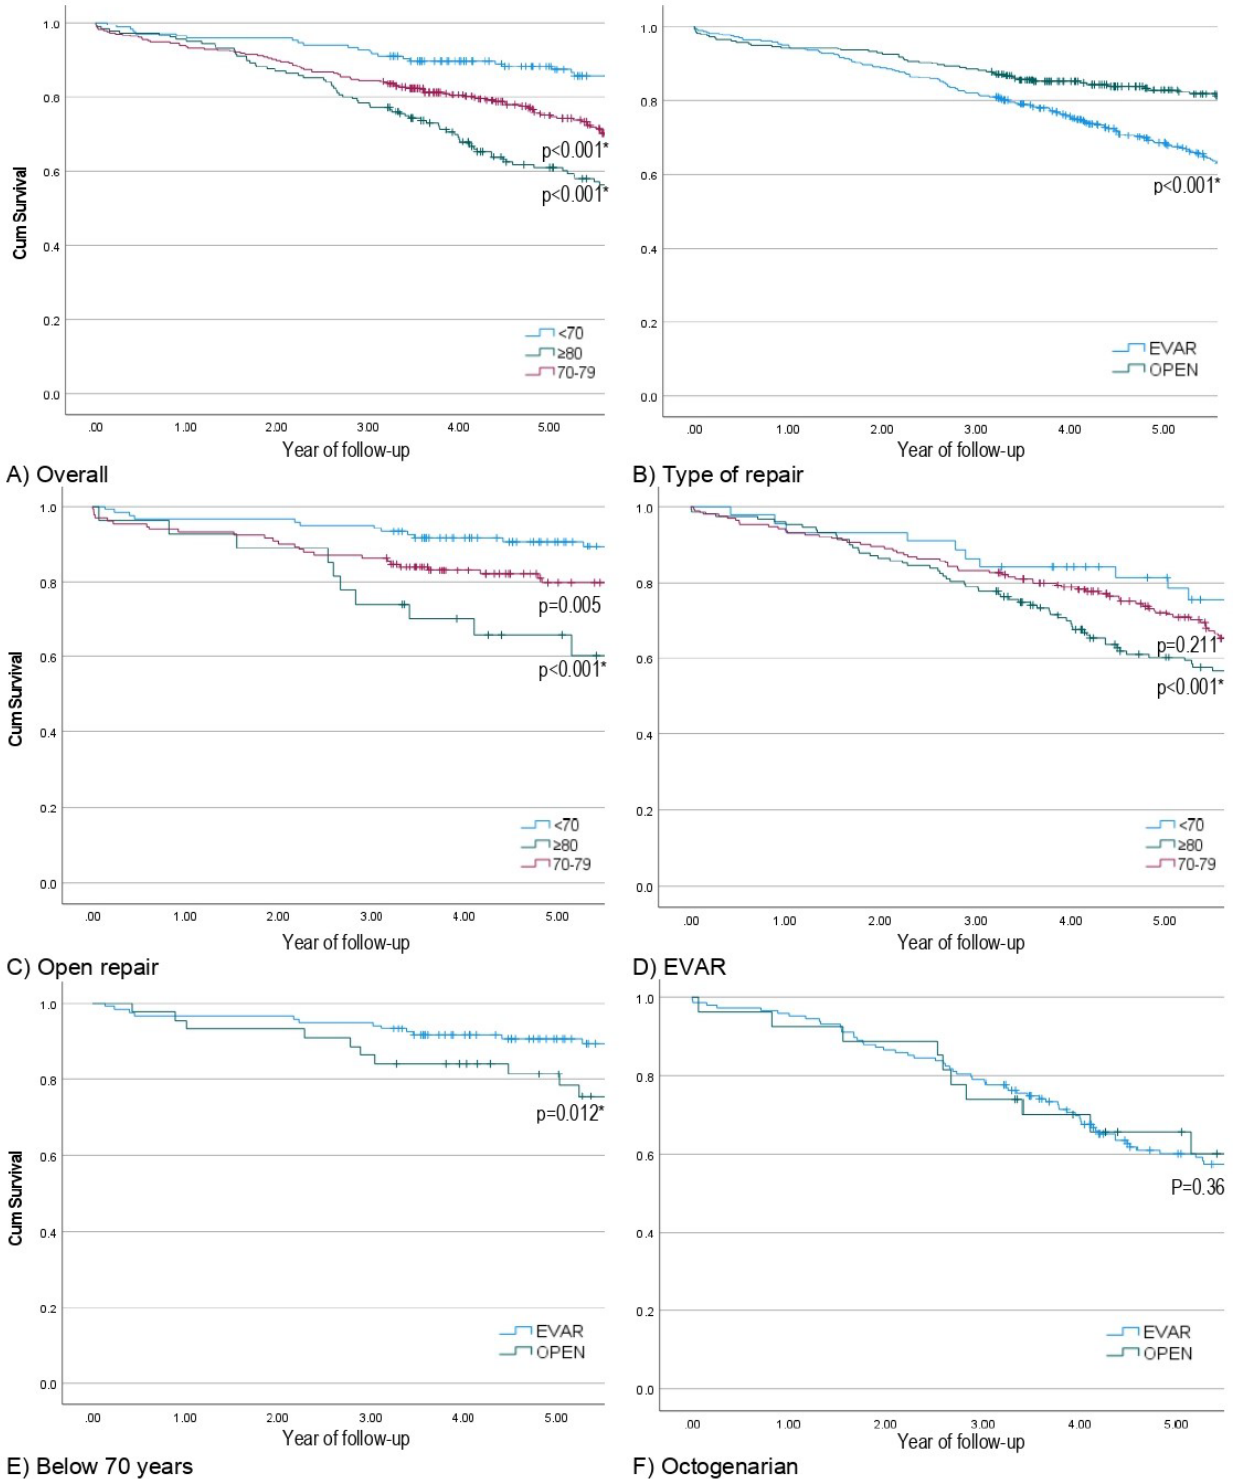 1.0
0.8
0.6
0.4
0.2
0.0
Cum Survival
p<0.001*
p<0.001*
<70
≥80
70-79
.00 1.00 2.00 3.00 4.00 5.00
Year of follow-up
A) Overall
1.0
0.8
0.6
0.4
0.2
0.0
p<0.001*
EVAR
OPEN
.00 1.00 2.00 3.00 4.00 5.00
Year of follow-up
B) Type of repair
1.0
0.8
0.6
0.4
0.2
0.0
Cum Survival
p=0.005
p<0.001*
<70
≥80
70-79
.00 1.00 2.00 3.00 4.00 5.00
Year of follow-up
C) Open repair
1.0
0.8
0.6
0.4
0.2
0.0
p=0.211
p<0.001*
<70
≥80
70-79
.00 1.00 2.00 3.00 4.00 5.00
Year of follow-up
D) EVAR
1.0
0.8
0.6
0.4
0.2
0.0
Cum Survival
p=0.012*
EVAR
OPEN
.00 1.00 2.00 3.00 4.00 5.00
Year of follow-up
E) Below 70 years
1.0
0.8
0.6
0.4
0.2
0.0
P=0.36
EVAR
OPEN
.00 1.00 2.00 3.00 4.00 5.00
Year of follow-up
F) Octogenarian